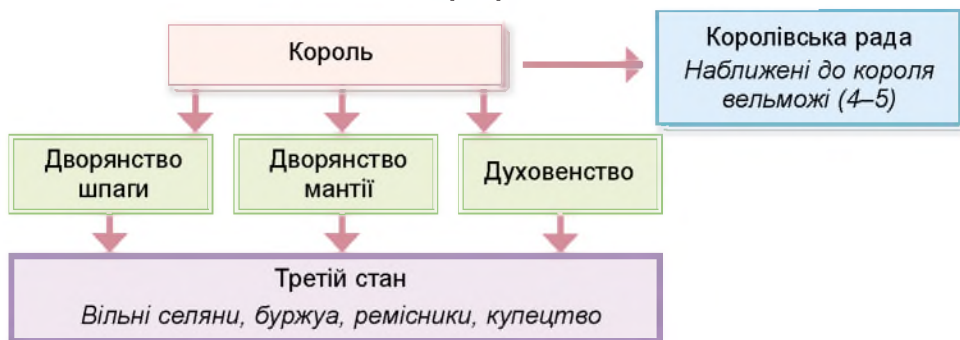 Король
Королівська рада
Наближені до короля
вельможі (4–5)
Дворянство
шпаги
Дворянство
мантії
Духовенство
Третій стан
Вільні селяни, буржуа, ремісники, купецтво